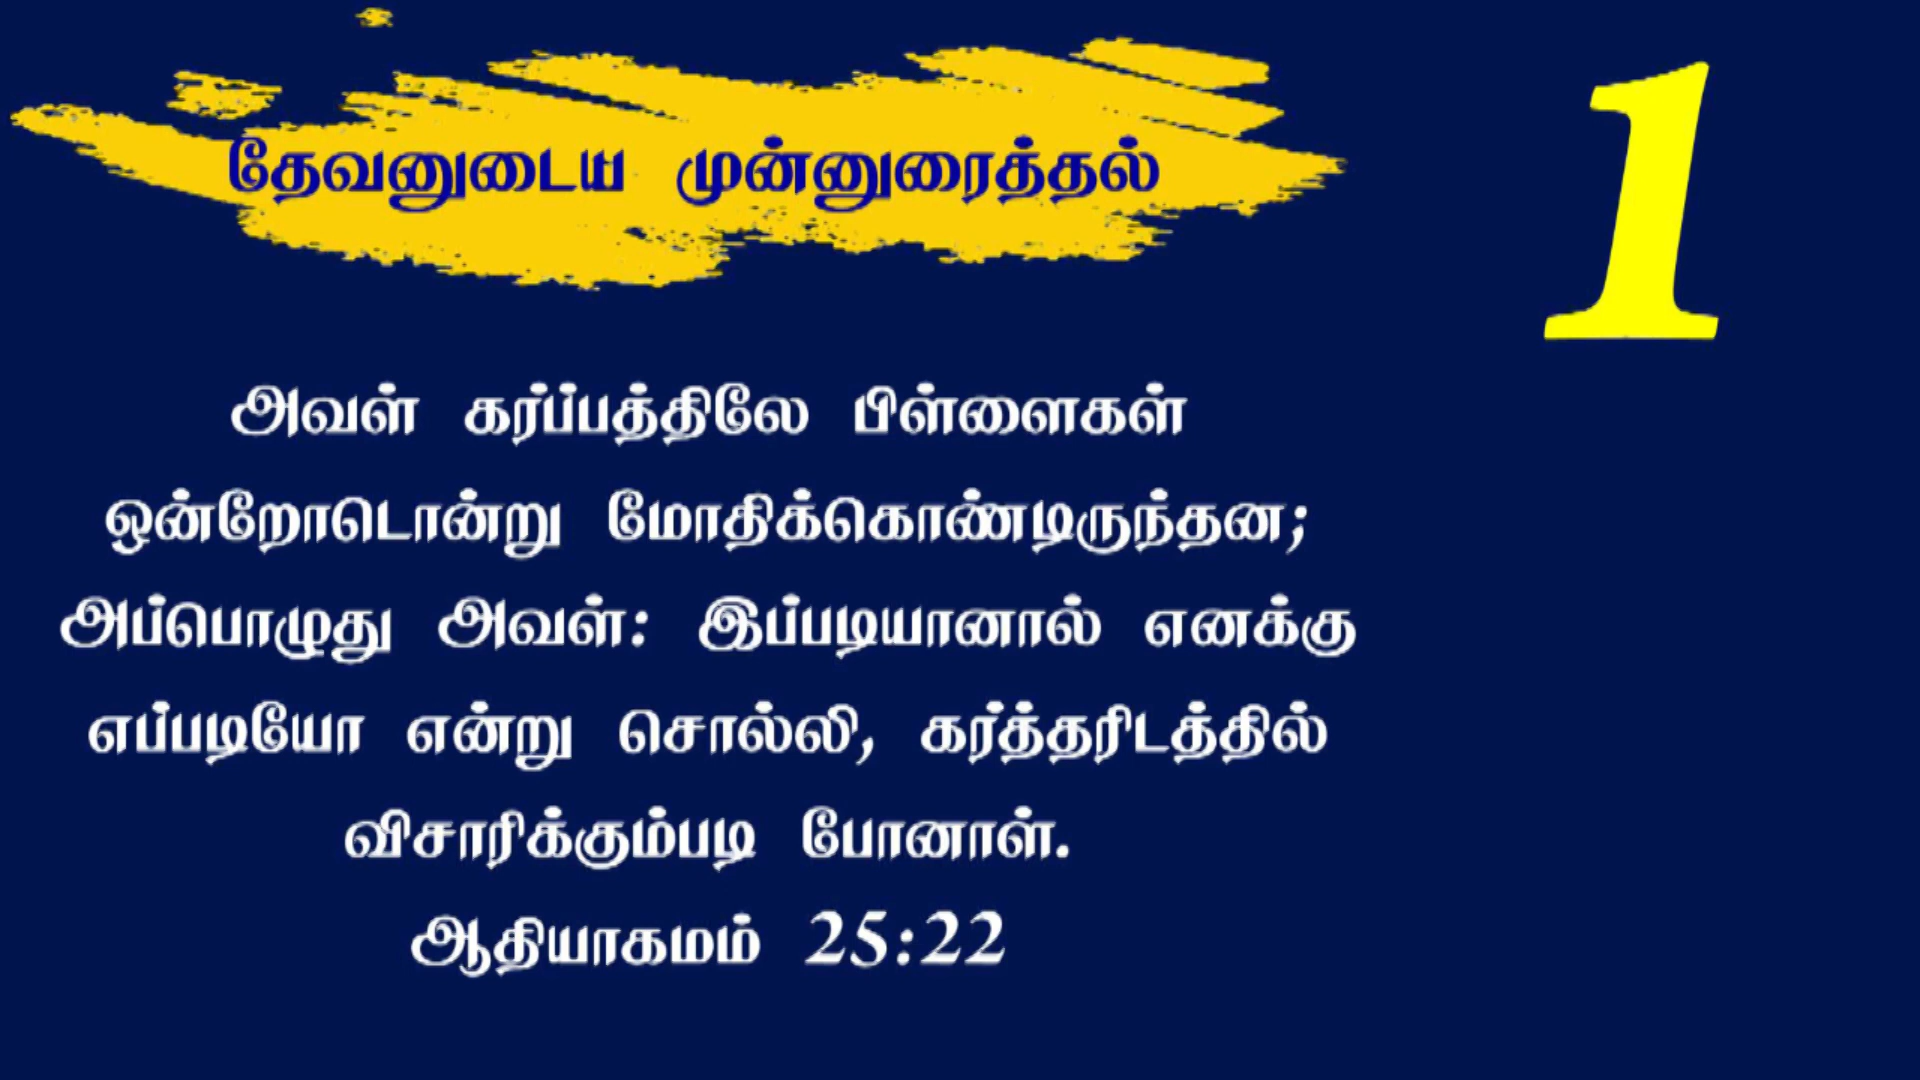 தேவனுடைய முன்னுரைத்தல்
1
அவள் கர்ப்பத்திலே பிள்ளைகள்
ஒன்றோடொன்று மோதிக்கொண்டிருந்தன;
அப்பொழுது அவள்: இப்படியானால் எனக்கு
எப்படியோ என்று சொல்லி, கர்த்தரிடத்தில்
விசாரிக்கும்படி போனாள்.
ஆதியாகமம் 25:22